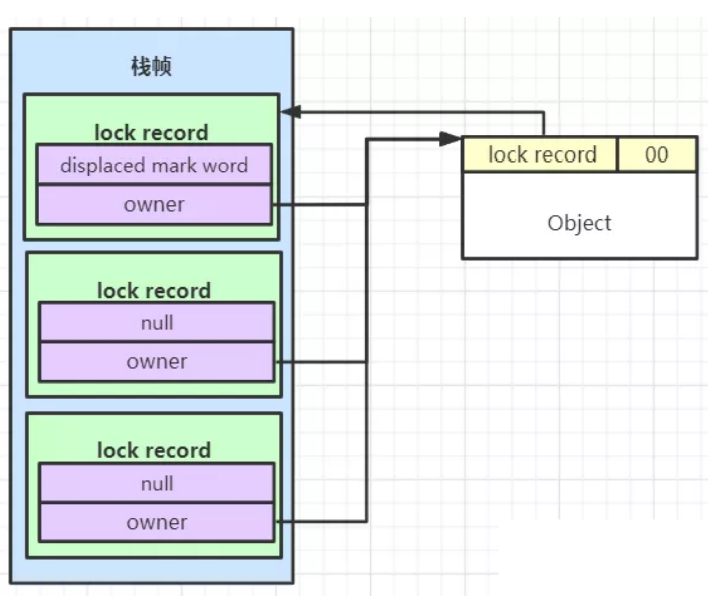 栈帧
lock record
displaced mark word
owner
lock record
null
owner
lock record
null
owner
lock record 00
Object